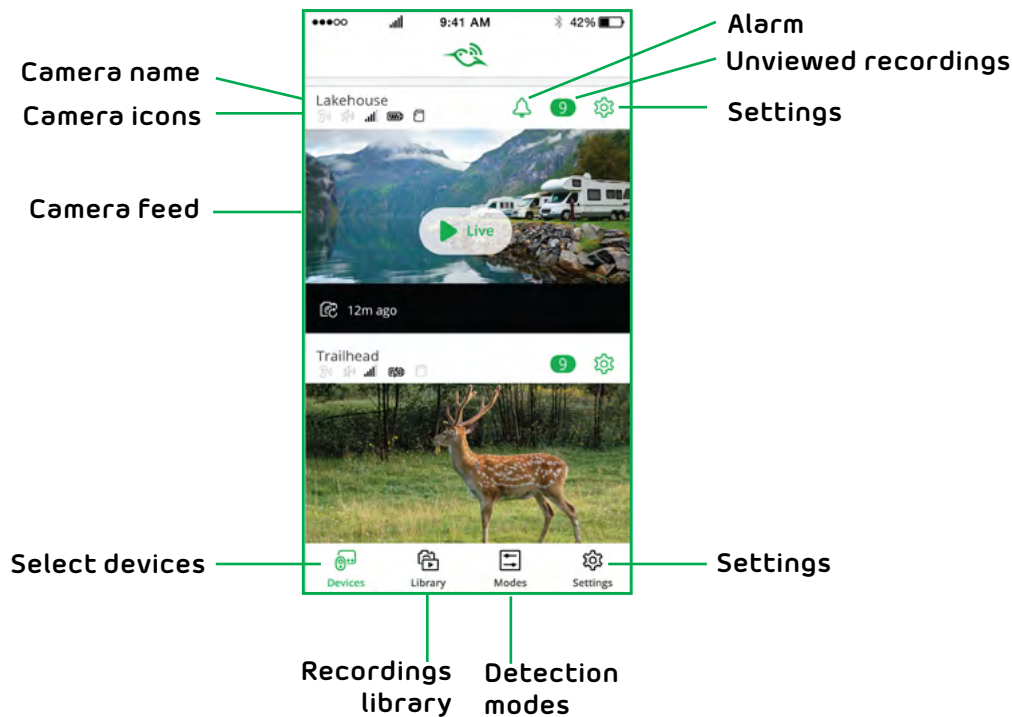 9:41 AM
42%
Alarm
Unviewed recordings
Settings
Camera name
Camera icons
Camera feed
Lakehouse
9
Live
12m ago
Trailhead
9
Select devices
Devices
Library
Modes
Settings
Settings
Recordings
library
Detection
modes